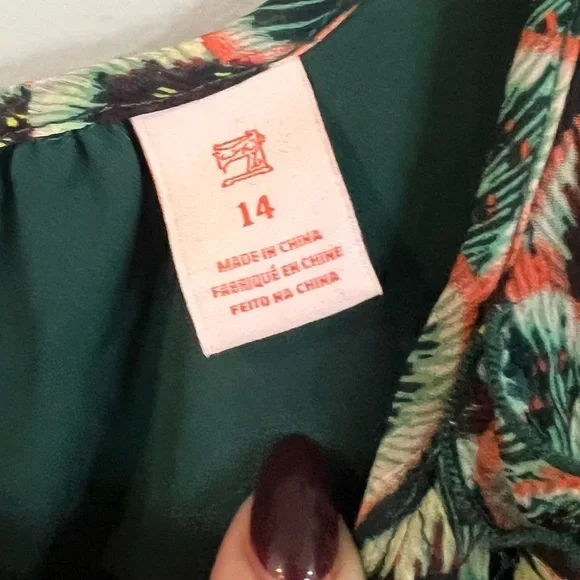 14
MADE IN CHINA
FABRIQUÉ EN CHINE
FEITO NA CHINA